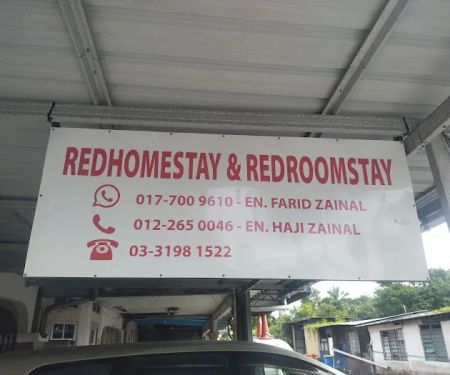 REDHOMESTAY & REDROOMSTAY
017-700 9610 - EN. FARID ZAINAL
012-265 0046 - EN. HAJI ZAINAL
03-3198 1522